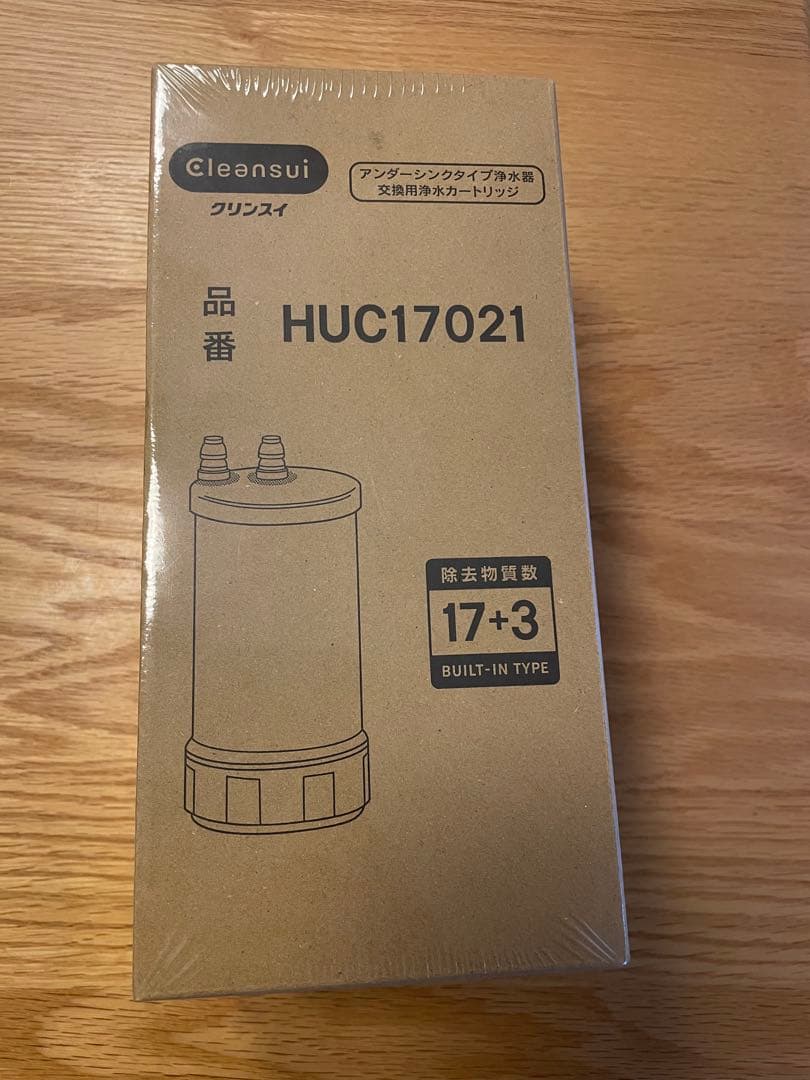 Cleansui
クリンスイ
アンダーシンクタイプ浄水器
交換用浄水カートリッジ
品番
HUC17021
除去物質数
17+3
BUILT-IN TYPE